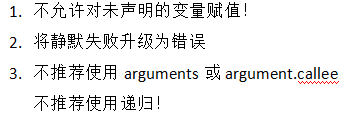 1. 不允许对未声明的变量赋值！
2. 将静默失败升级为错误
3. 不推荐使用 arguments 或 argument.callee
不推荐使用递归！